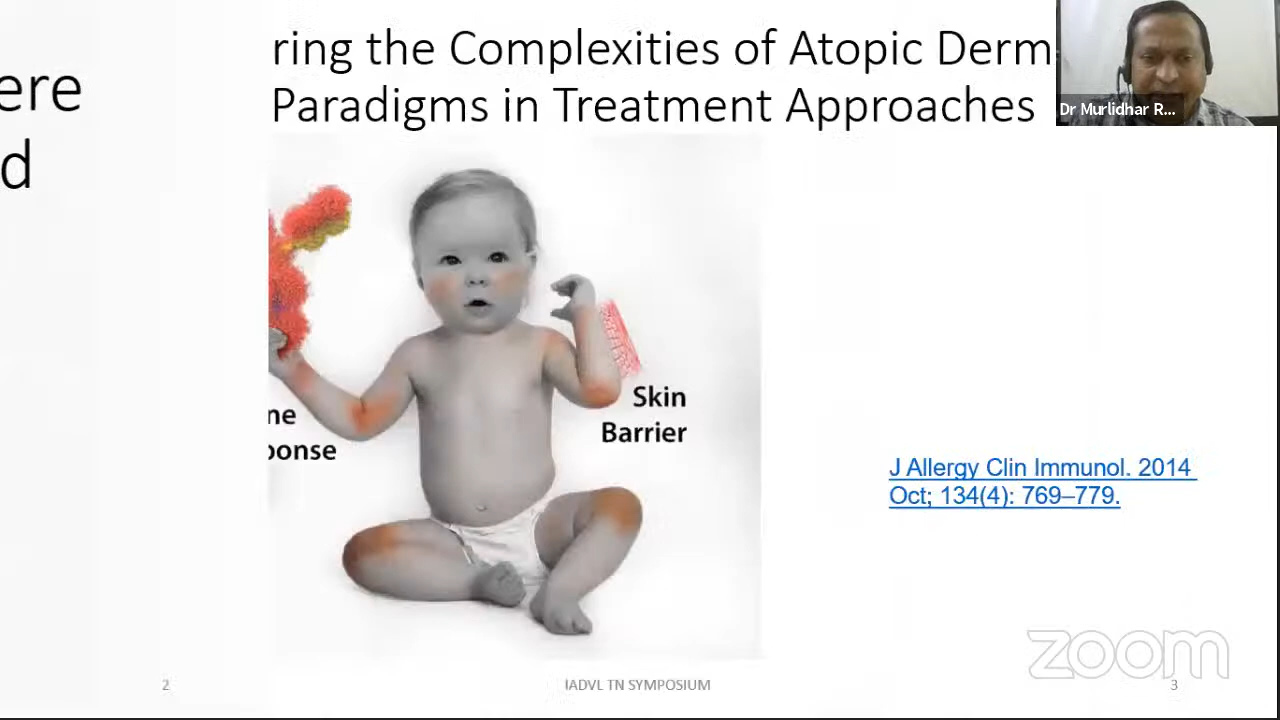 ere
d
ring the Complexities of Atopic Derm
Paradigms in Treatment Approaches
Dr Murlidhar R...
ne
ponse
Skin
Barrier
J Allergy Clin Immunol. 2014
Oct; 134(4): 769–779.
zoom
2
IADVL TN SYMPOSIUM
3